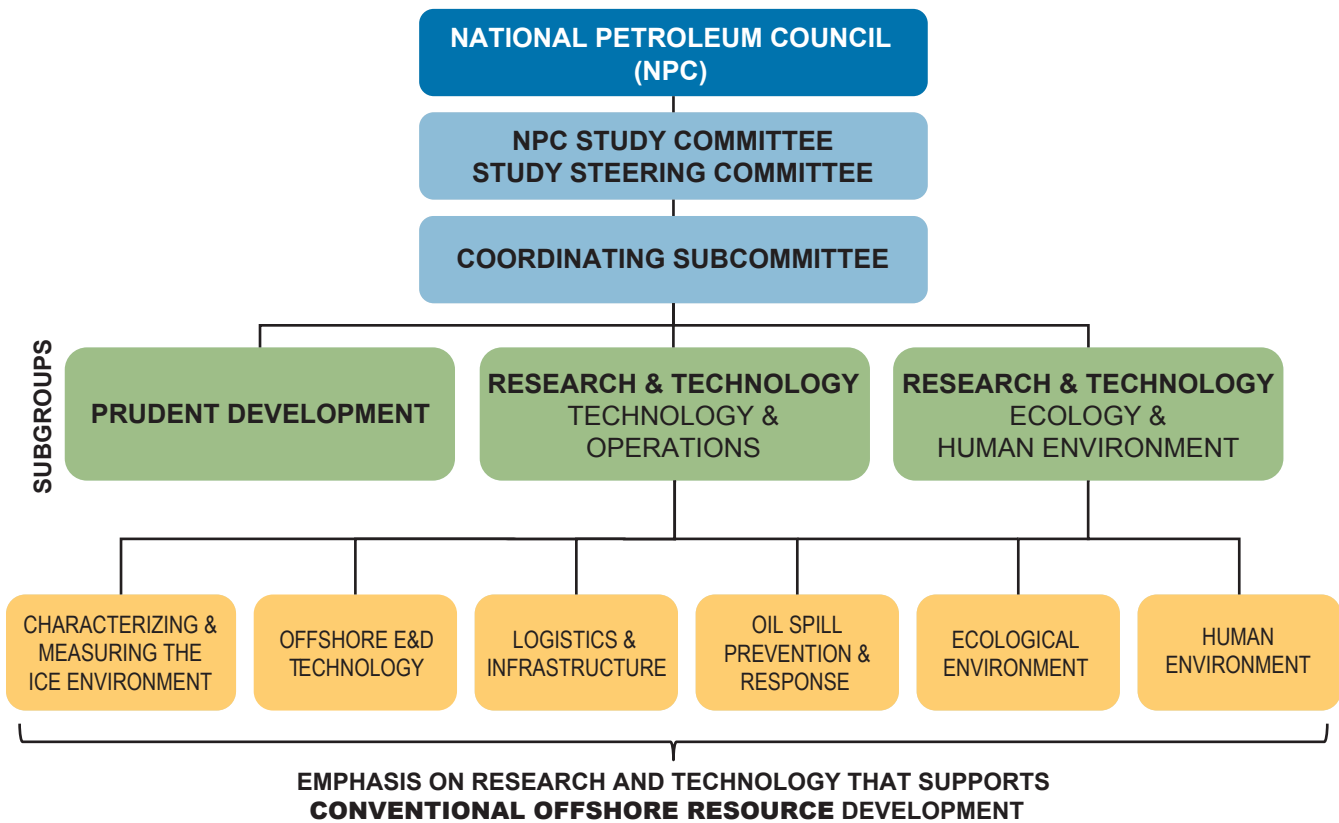 NATIONAL PETROLEUM COUNCIL
(NPC)
NPC STUDY COMMITTEE
STUDY STEERING COMMITTEE
COORDINATING SUBCOMMITTEE
SUBGROUPS
PRUDENT DEVELOPMENT
RESEARCH & TECHNOLOGY
TECHNOLOGY &
OPERATIONS
RESEARCH & TECHNOLOGY
ECOLOGY &
HUMAN ENVIRONMENT
CHARACTERIZING &
MEASURING THE
ICE ENVIRONMENT
OFFSHORE E&D
TECHNOLOGY
LOGISTICS &
INFRASTRUCTURE
OIL SPILL
PREVENTION &
RESPONSE
ECOLOGICAL
ENVIRONMENT
HUMAN
ENVIRONMENT
EMPHASIS ON RESEARCH AND TECHNOLOGY THAT SUPPORTS
CONVENTIONAL OFFSHORE RESOURCE DEVELOPMENT